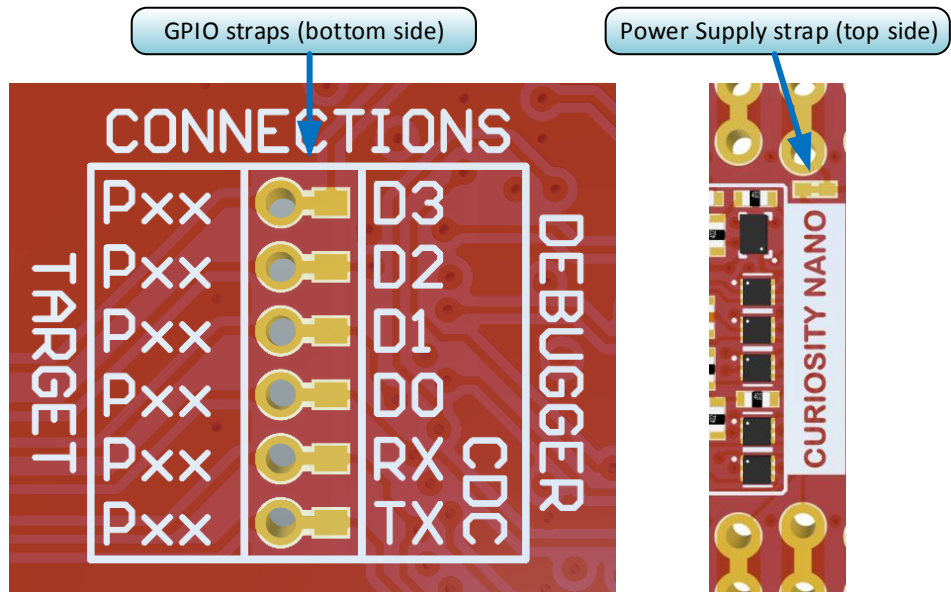 GPIO straps (bottom side)
Power Supply strap (top side)
CONNECTIONS
TARGET
Pxx D3
Pxx D2
Pxx D1
Pxx D0
Pxx RX
Pxx TX
CDC
DEBUGGER
CURIOSITY NANO